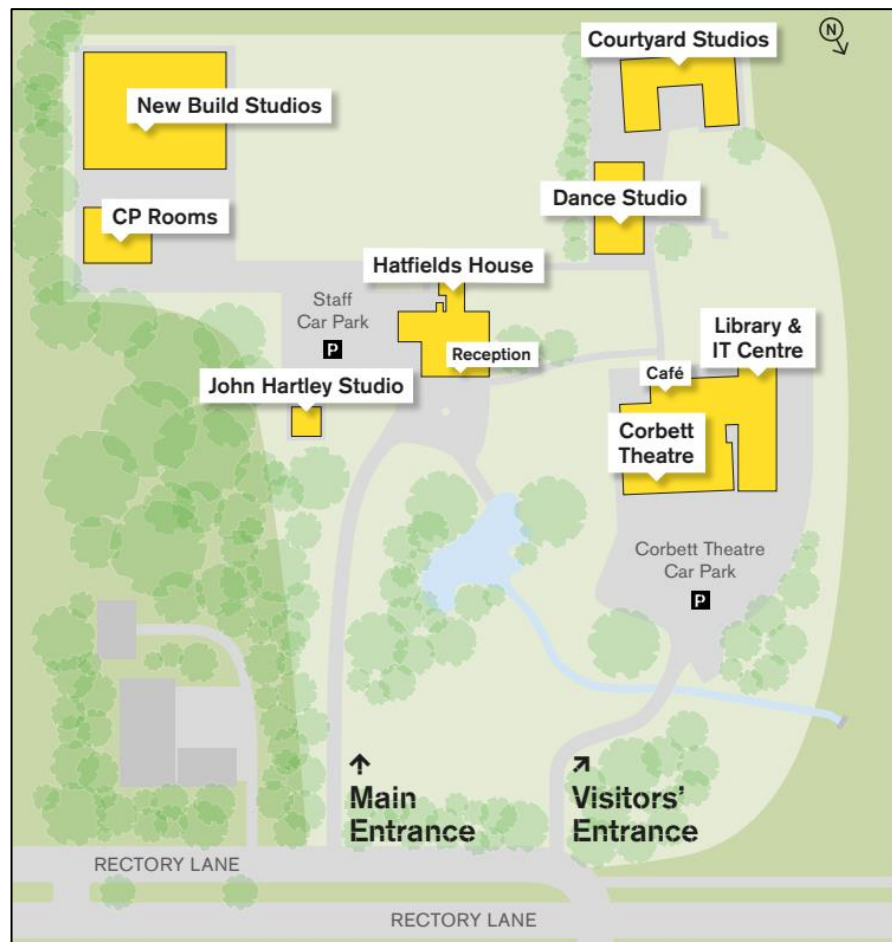 N
Courtyard Studios
New Build Studios
Dance Studio
CP Rooms
Hatfields House
Staff
Car Park
P
Reception
Library &
IT Centre
Café
John Hartley Studio
Corbett
Theatre
Corbett Theatre
Car Park
P
Main
Entrance
Visitors'
Entrance
RECTORY LANE
RECTORY LANE